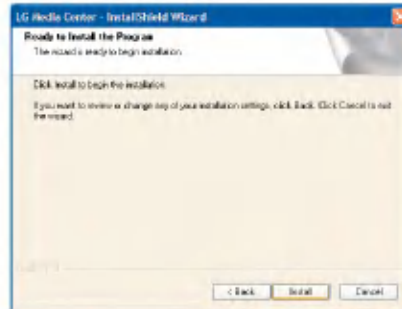 LG Media Center - InstallShield Wizard
Ready to Install the Program
The wizard is ready to begin installation.
Click Install to begin the installation.
If you want to review or change any of your installation settings, click Back. Click Cancel to exit
the wizard.
< Back
Install
Cancel